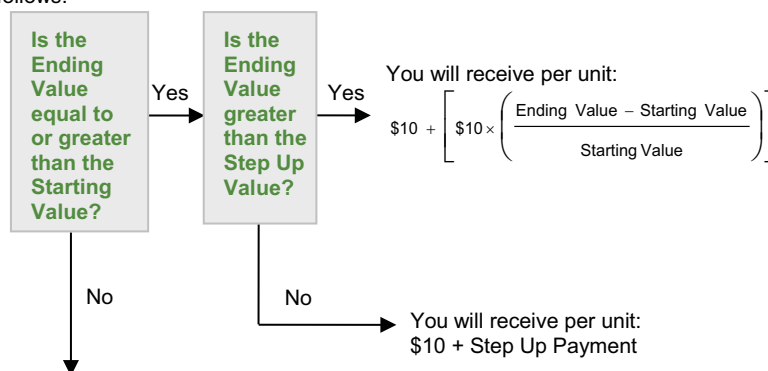 follows:
Is the
Ending
Value
equal to
or greater
than the
Starting
Value?
Yes
Is the
Ending
Value
greater
than the
Step Up
Value?
Yes
You will receive per unit:
$10 + [ $10 × ( Ending Value − Starting Value / Starting Value ) ]
No
No
You will receive per unit:
$10 + Step Up Payment